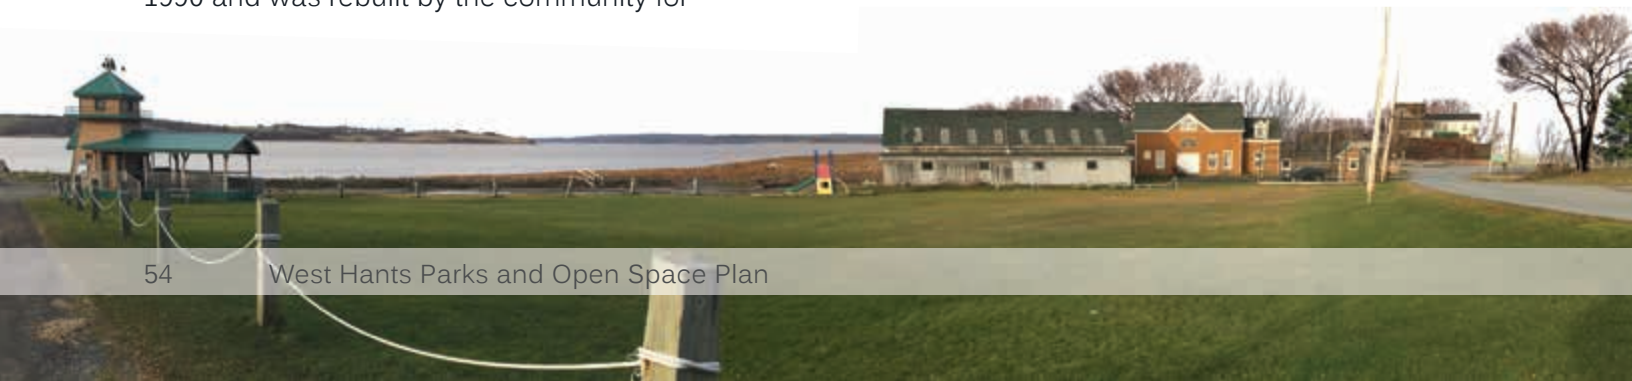 and was rebuilt by the community for
54 West Hants Parks and Open Space Plan